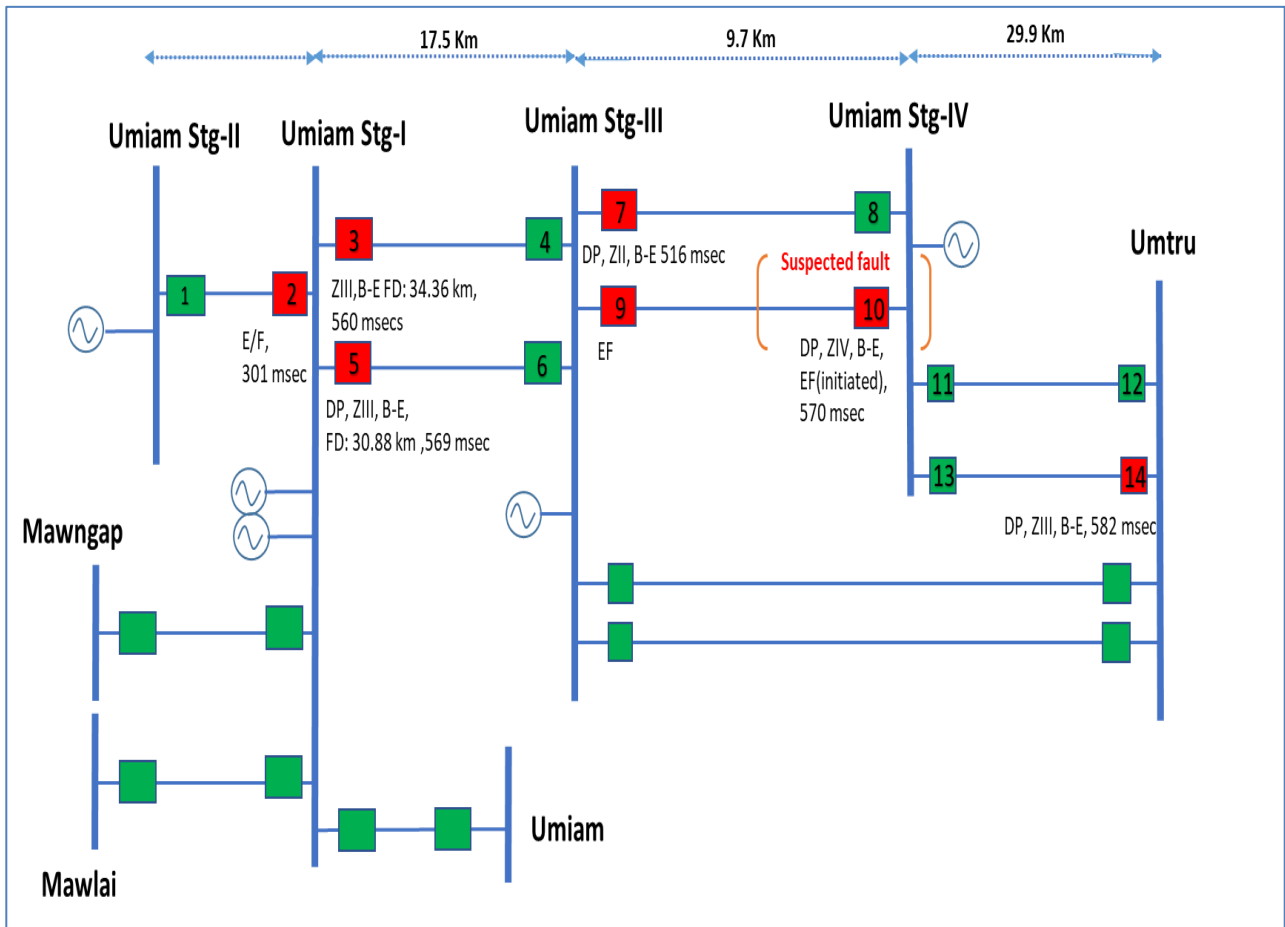 17.5 Km
9.7 Km
29.9 Km
Umiam Stg-II
Umiam Stg-I
Umiam Stg-III
Umiam Stg-IV
Umtru
1
2
E/F,
301 msec
3
ZIII,B-E FD: 34.36 km,
560 msecs
4
5
DP, ZIII, B-E,
FD: 30.88 km ,569 msec
6
7
DP, ZII, B-E 516 msec
8
Suspected fault
9
EF
10
DP, ZIV, B-E,
EF(initiated),
570 msec
11
12
13
14
DP, ZIII, B-E, 582 msec
Mawngap
Mawlai
Umiam